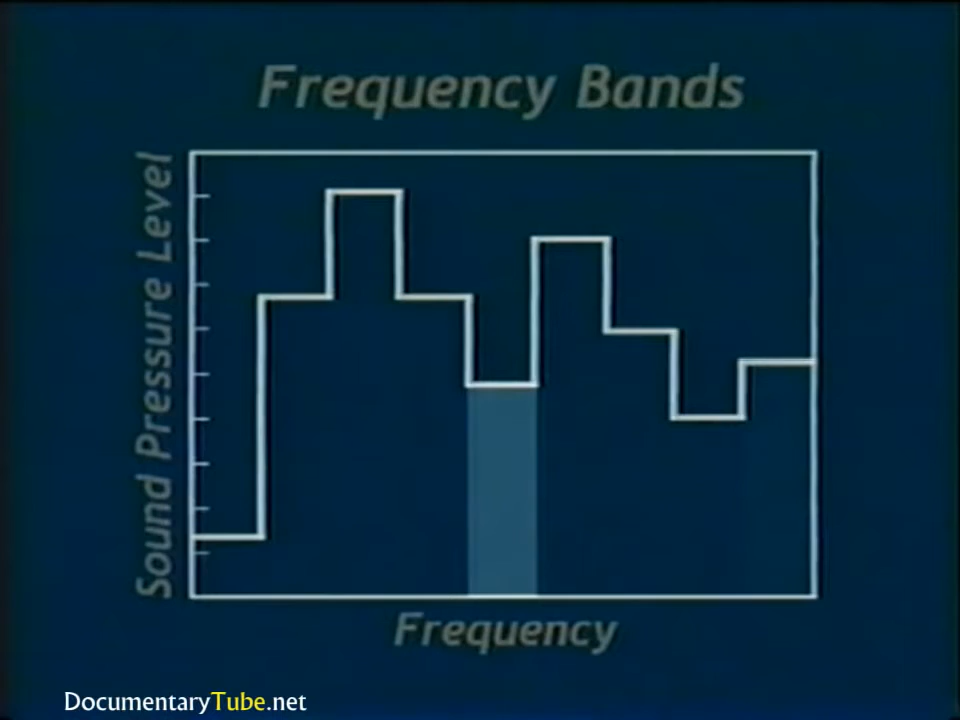 Frequency Bands
Sound Pressure Level
Frequency
DocumentaryTube.net